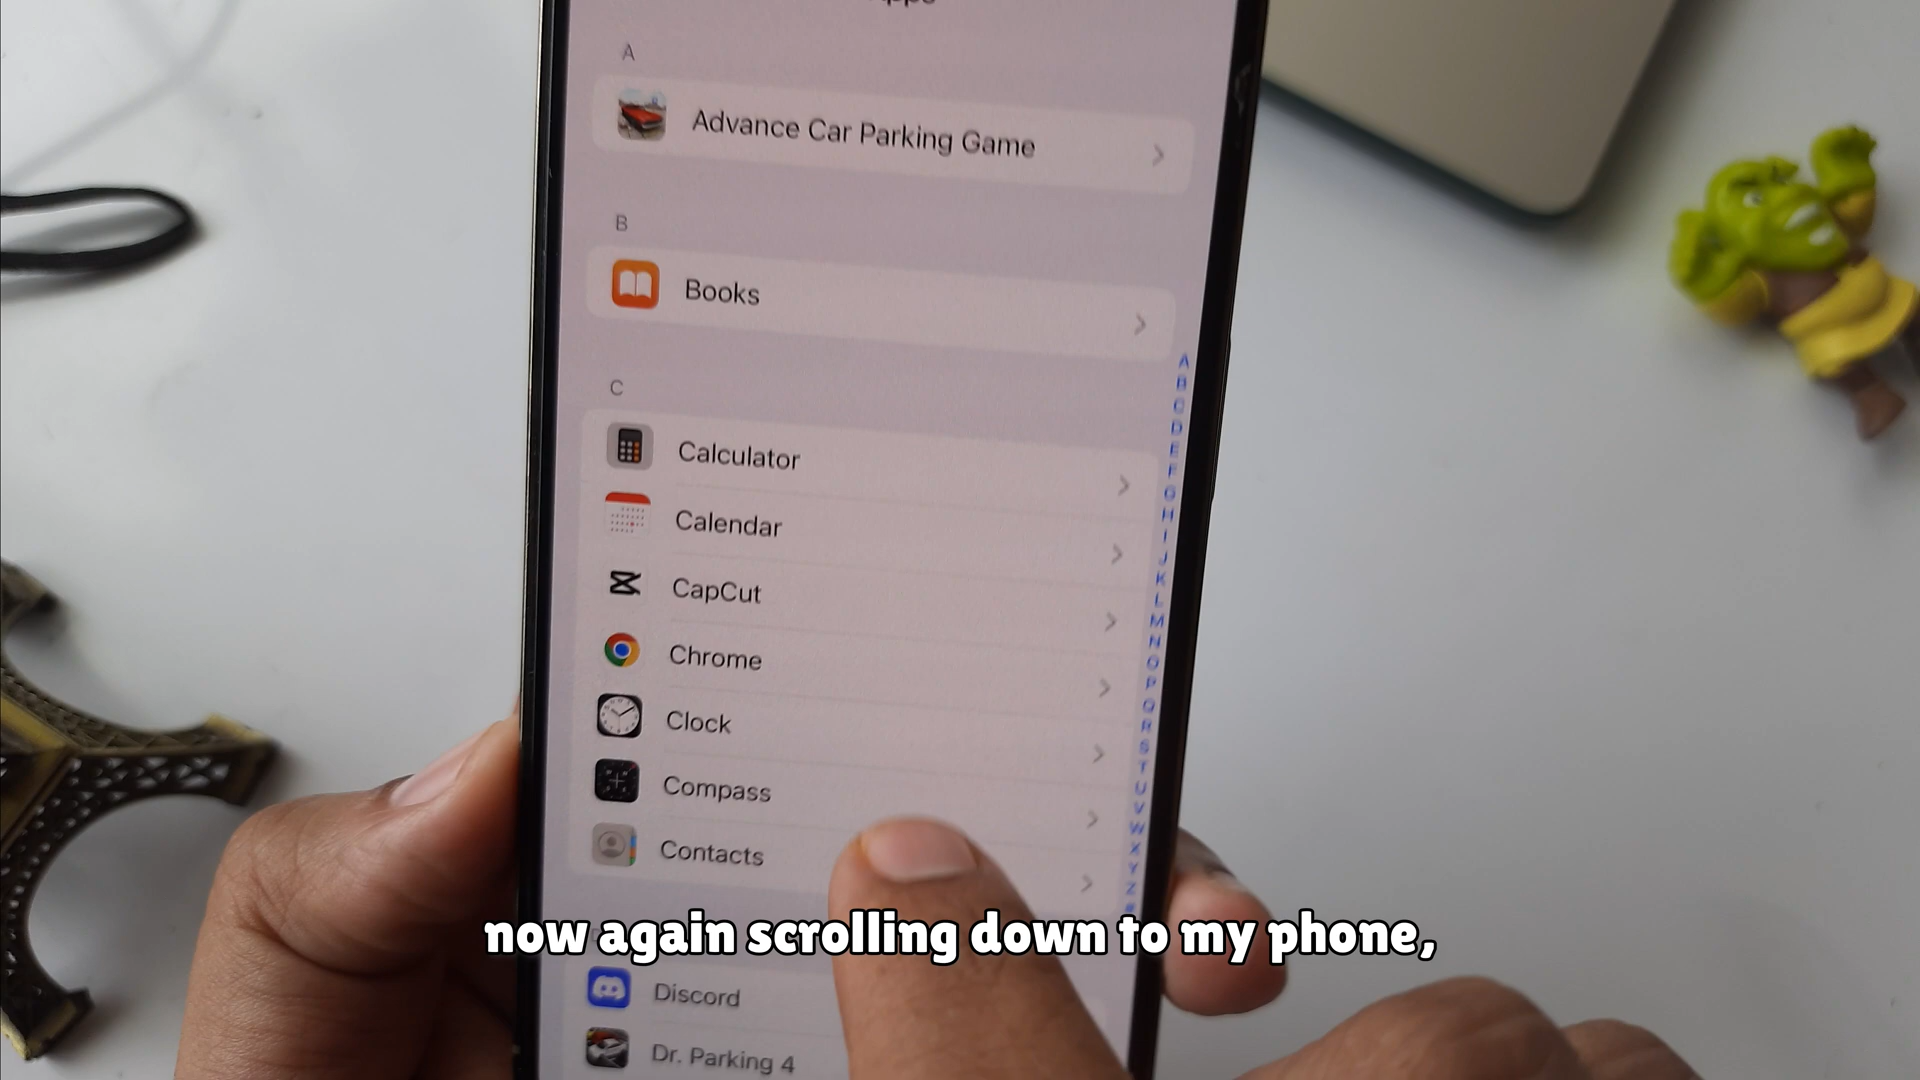 A
Advance Car Parking Game
B
Books
C
Calculator
Calendar
CapCut
Chrome
Clock
Compass
Contacts
now again scrolling down to my phone,
Discord
Dr. Parking 4
A
B
C
D
E
F
G
H
I
J
K
L
M
N
O
P
Q
R
S
T
U
V
W
X
Y
Z
#